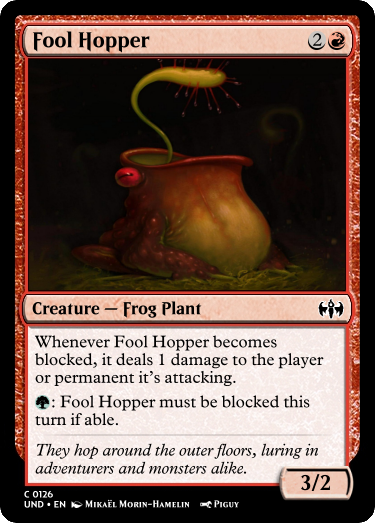 Fool Hopper 2
Creature — Frog Plant
Whenever Fool Hopper becomes
blocked, it deals 1 damage to the player
or permanent it's attacking.
: Fool Hopper must be blocked this
turn if able.
They hop around the outer floors, luring in
adventurers and monsters alike.
3/2
C 0126
UND • EN Mikaël Morin-Hamelin Piguy